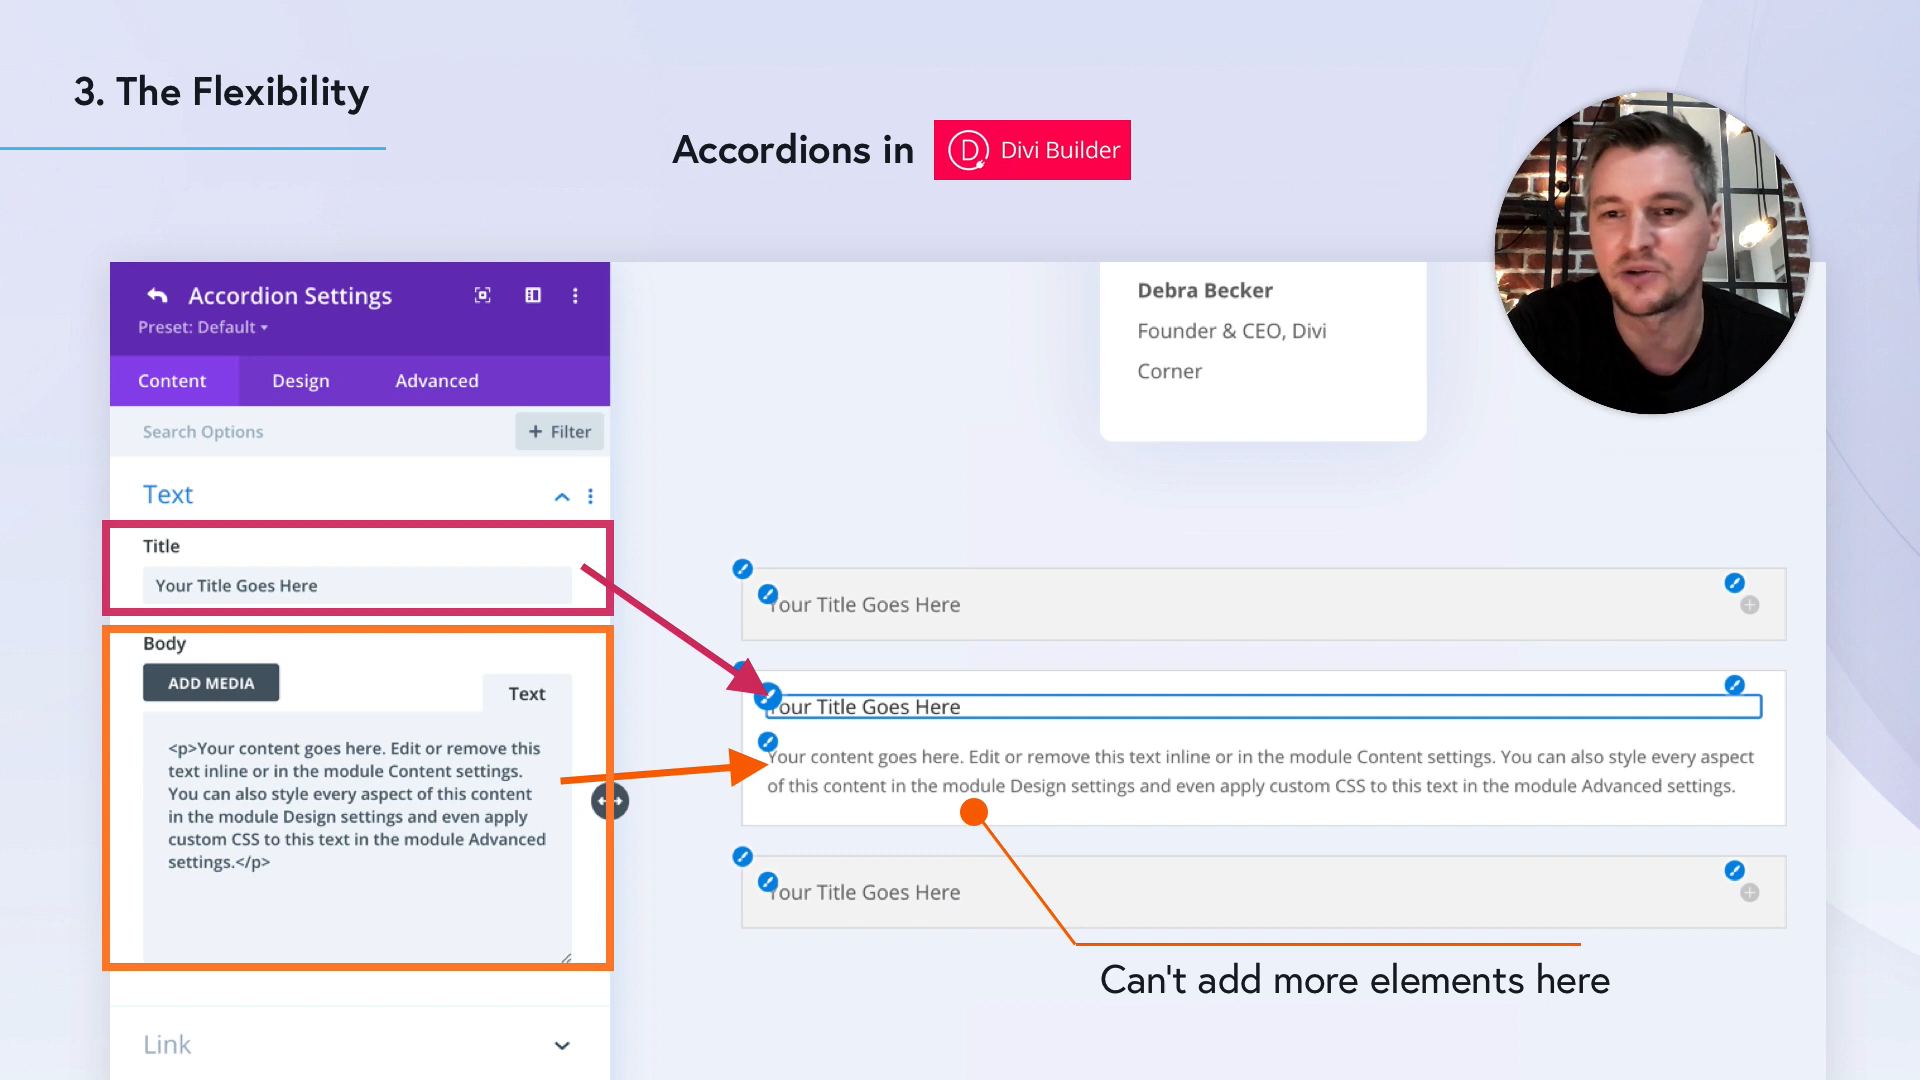 3. The Flexibility
Accordions in
D Divi Builder
Accordion Settings
Preset: Default
Content
Design
Advanced
Search Options
+ Filter
Text
Title
Your Title Goes Here
Body
ADD MEDIA
Text
<p>Your content goes here. Edit or remove this
text inline or in the module Content settings.
You can also style every aspect of this content
in the module Design settings and even apply
custom CSS to this text in the module Advanced
settings.</p>
Link
Debra Becker
Founder & CEO, Divi
Corner
Your Title Goes Here
Your Title Goes Here
Your content goes here. Edit or remove this text inline or in the module Content settings. You can also style every aspect
of this content in the module Design settings and even apply custom CSS to this text in the module Advanced settings.
Your Title Goes Here
Can't add more elements here